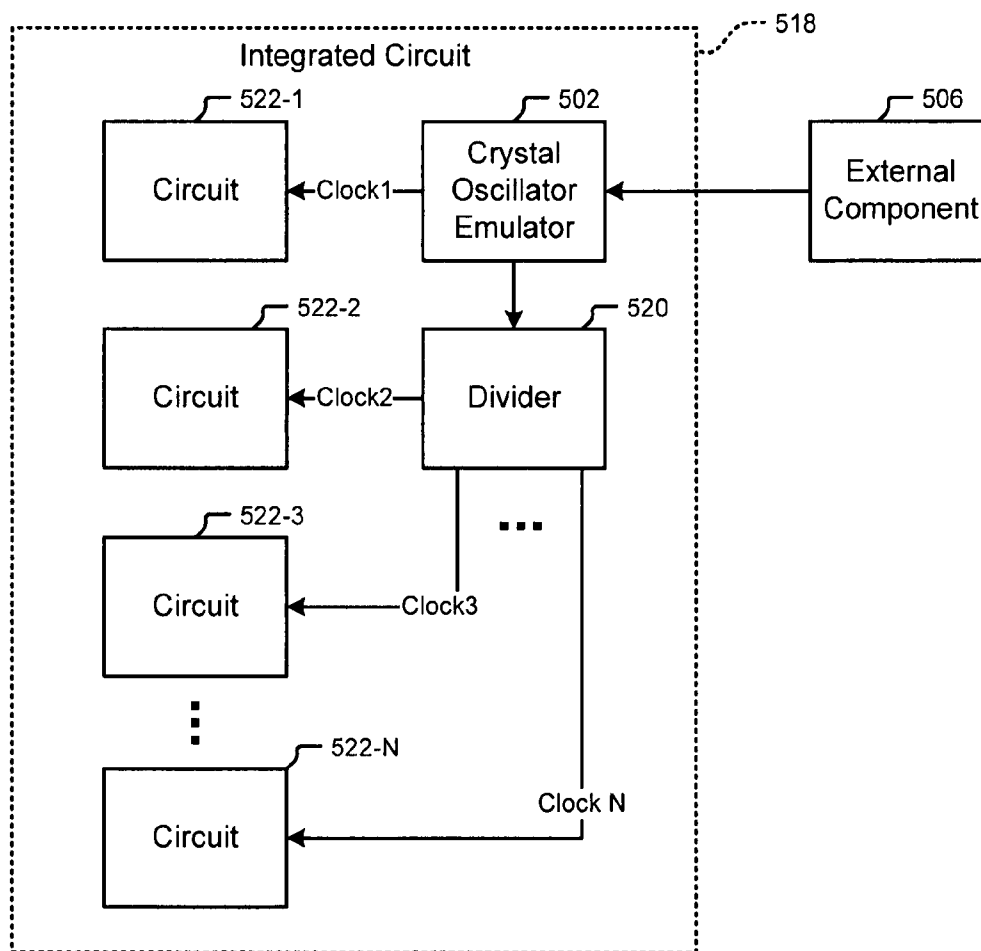 518
Integrated Circuit
522-1
502
506
Circuit
Clock1
Crystal
Oscillator
Emulator
External
Component
522-2
520
Circuit
Clock2
Divider
522-3
Circuit
Clock3
522-N
Clock N
Circuit